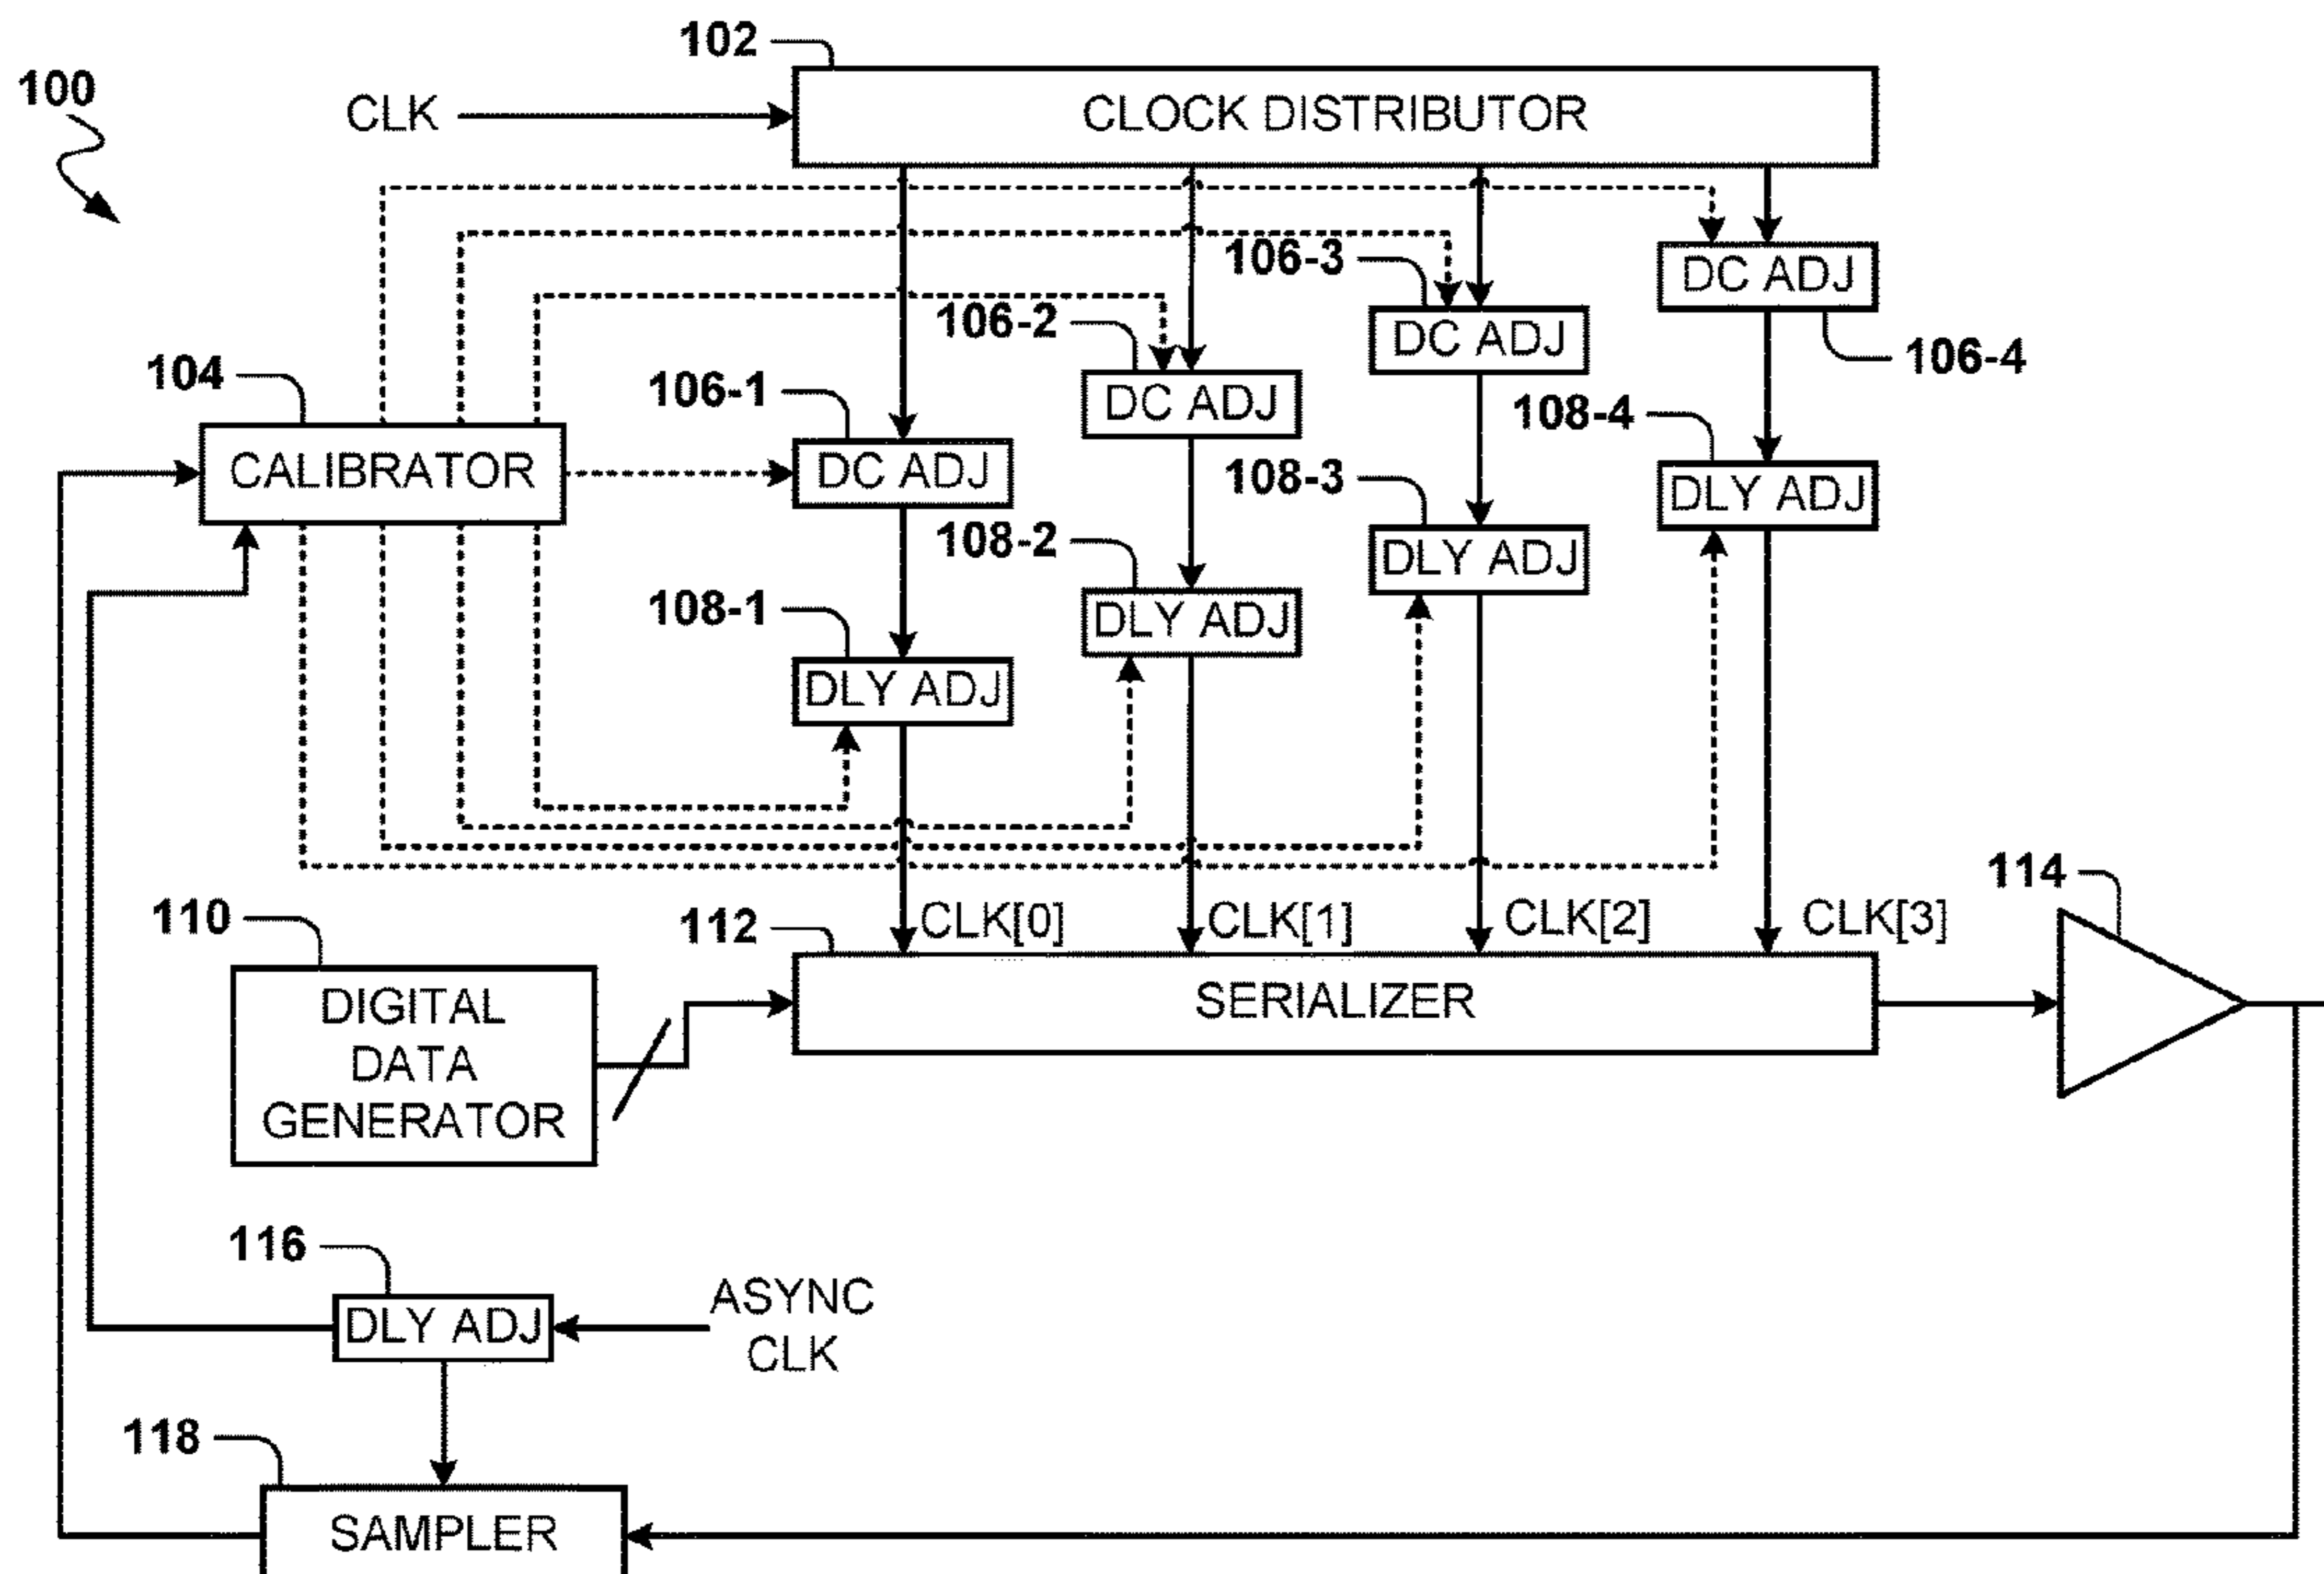 102
100
CLK
CLOCK DISTRIBUTOR
106-3
DC ADJ
106-2
DC ADJ
106-4
104
106-1
DC ADJ
108-4
CALIBRATOR
DC ADJ
108-3
DLY ADJ
108-2
DLY ADJ
108-1
DLY ADJ
DLY ADJ
114
110
112
CLK[0]
CLK[1]
CLK[2]
CLK[3]
DIGITAL
DATA
GENERATOR
SERIALIZER
116
ASYNC
CLK
DLY ADJ
118
SAMPLER